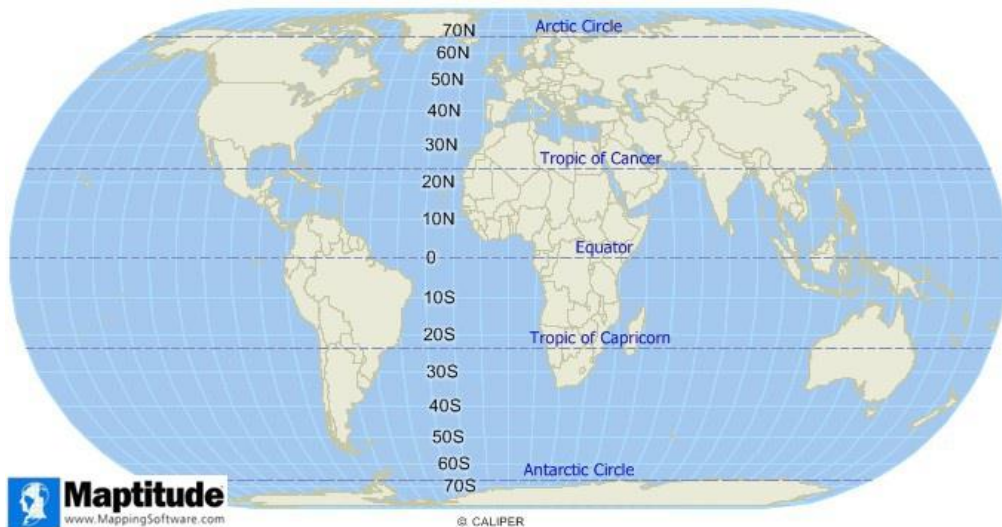 Arctic Circle
70N
60N
50N
40N
30N
Tropic of Cancer
20N
10N
Equator
0
10S
20S
Tropic of Capricorn
30S
40S
50S
60S
Antarctic Circle
70S
Maptitude
www.MappingSoftware.com
© CALIPER